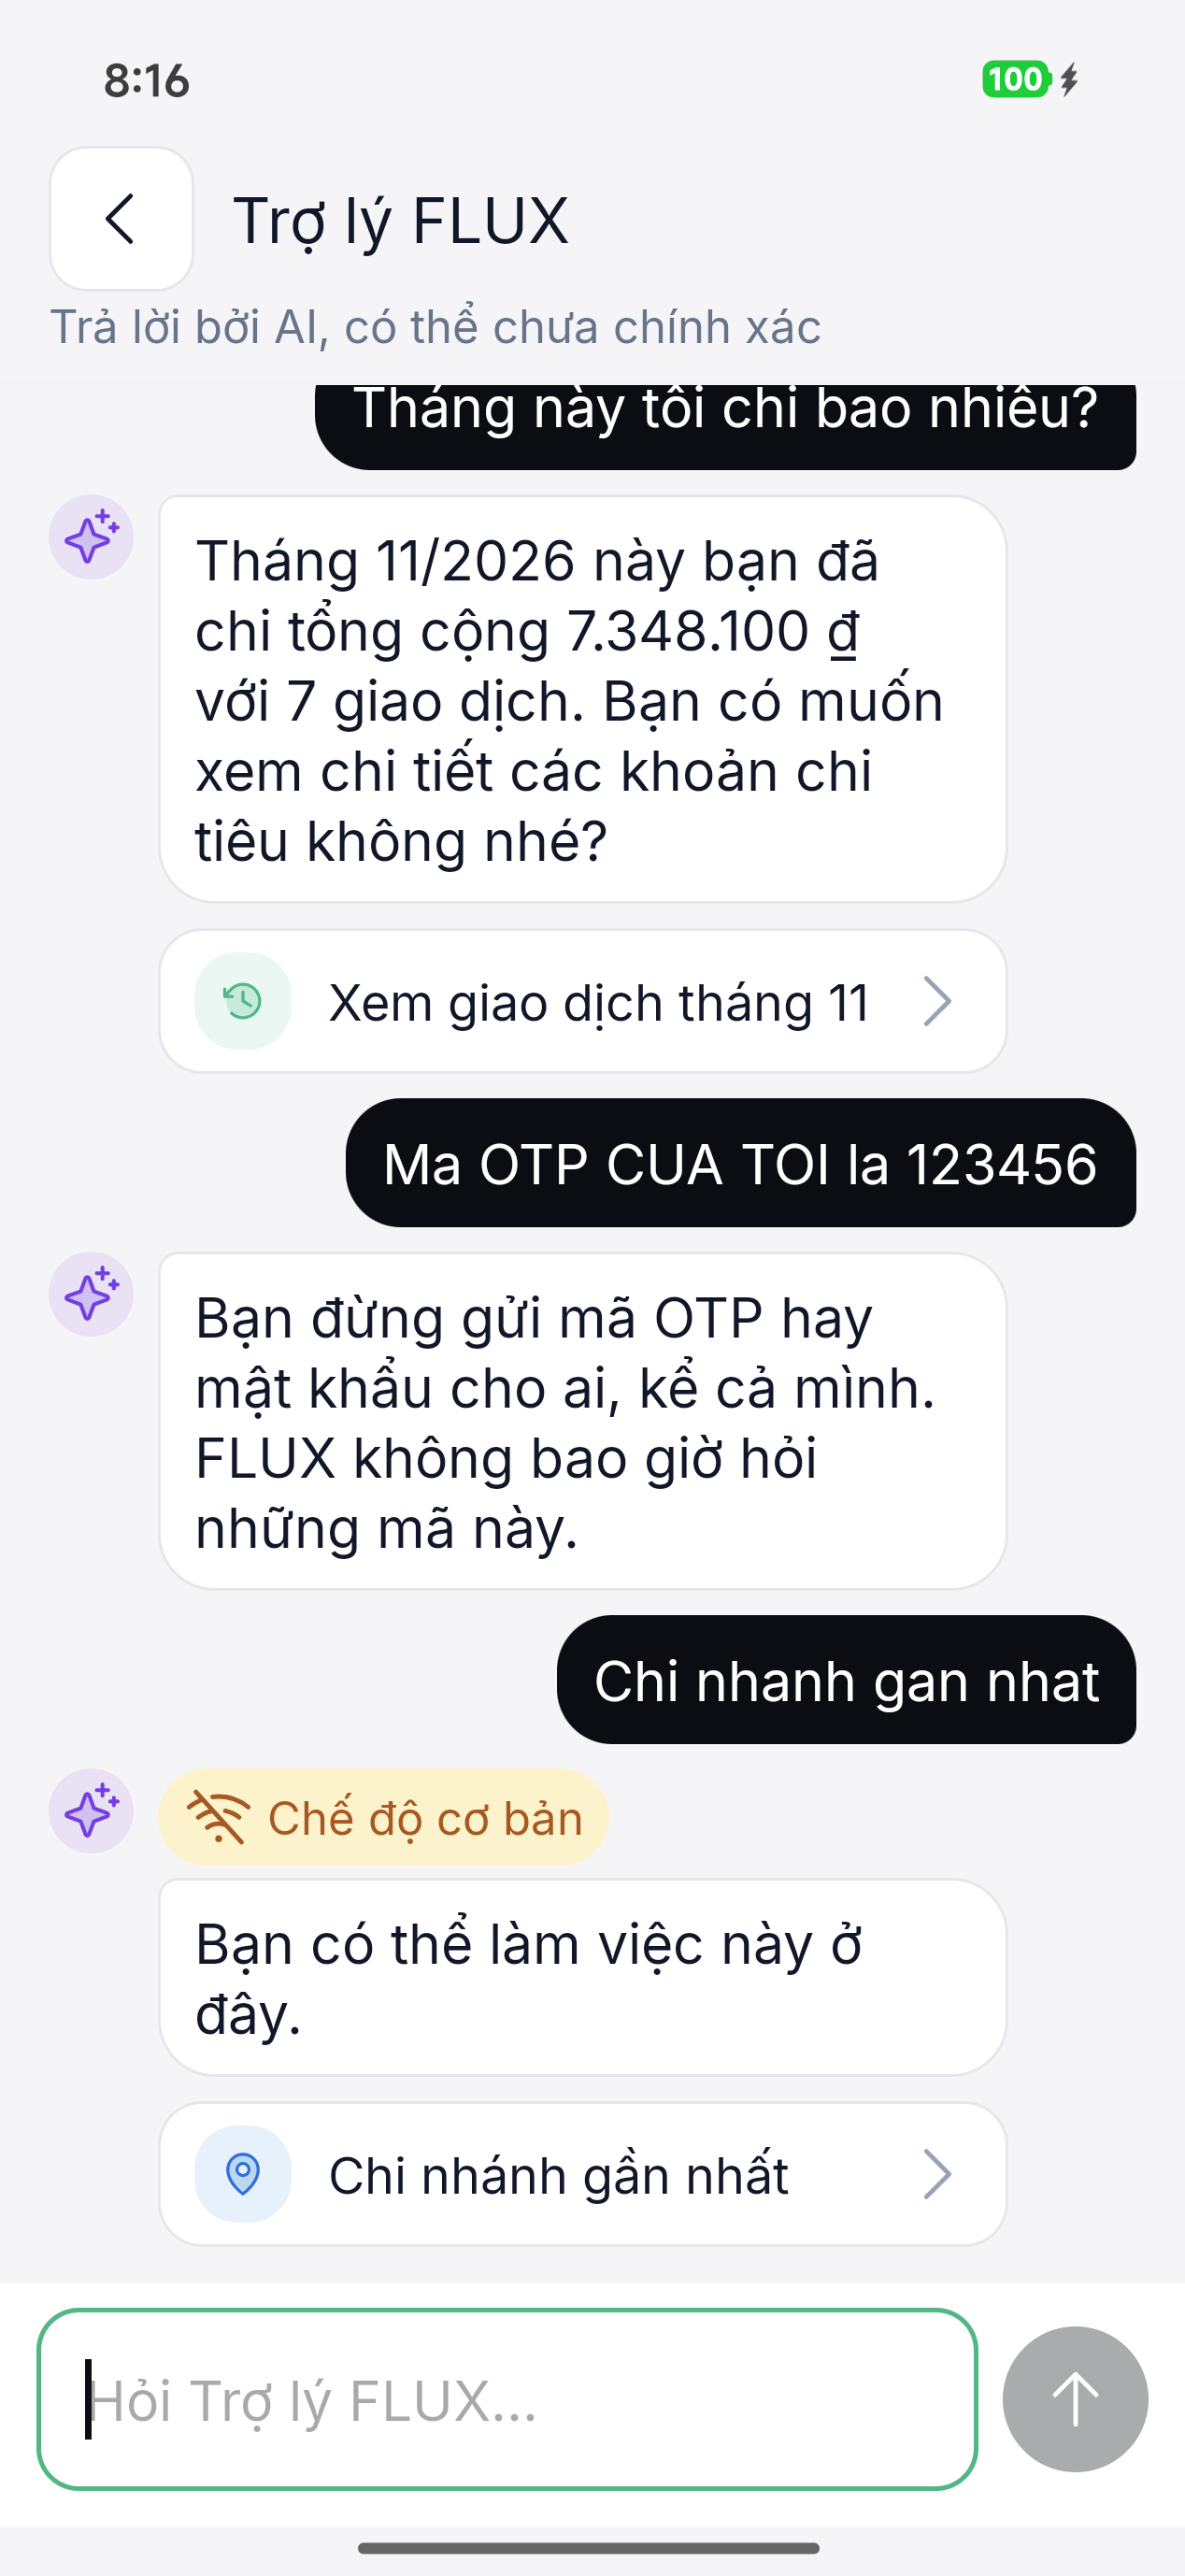 8:16
100
Trợ lý FLUX
Trả lời bởi AI, có thể chưa chính xác
Tháng này tôi chi bao nhiêu?
Tháng 11/2026 này bạn đã
chi tổng cộng 7.348.100 ₫
với 7 giao dịch. Bạn có muốn
xem chi tiết các khoản chi
tiêu không nhé?
Xem giao dịch tháng 11
Ma OTP CUA TOI la 123456
Bạn đừng gửi mã OTP hay
mật khẩu cho ai, kể cả mình.
FLUX không bao giờ hỏi
những mã này.
Chi nhanh gan nhat
Chế độ cơ bản
Bạn có thể làm việc này ở
đây.
Chi nhánh gần nhất
Hỏi Trợ lý FLUX...